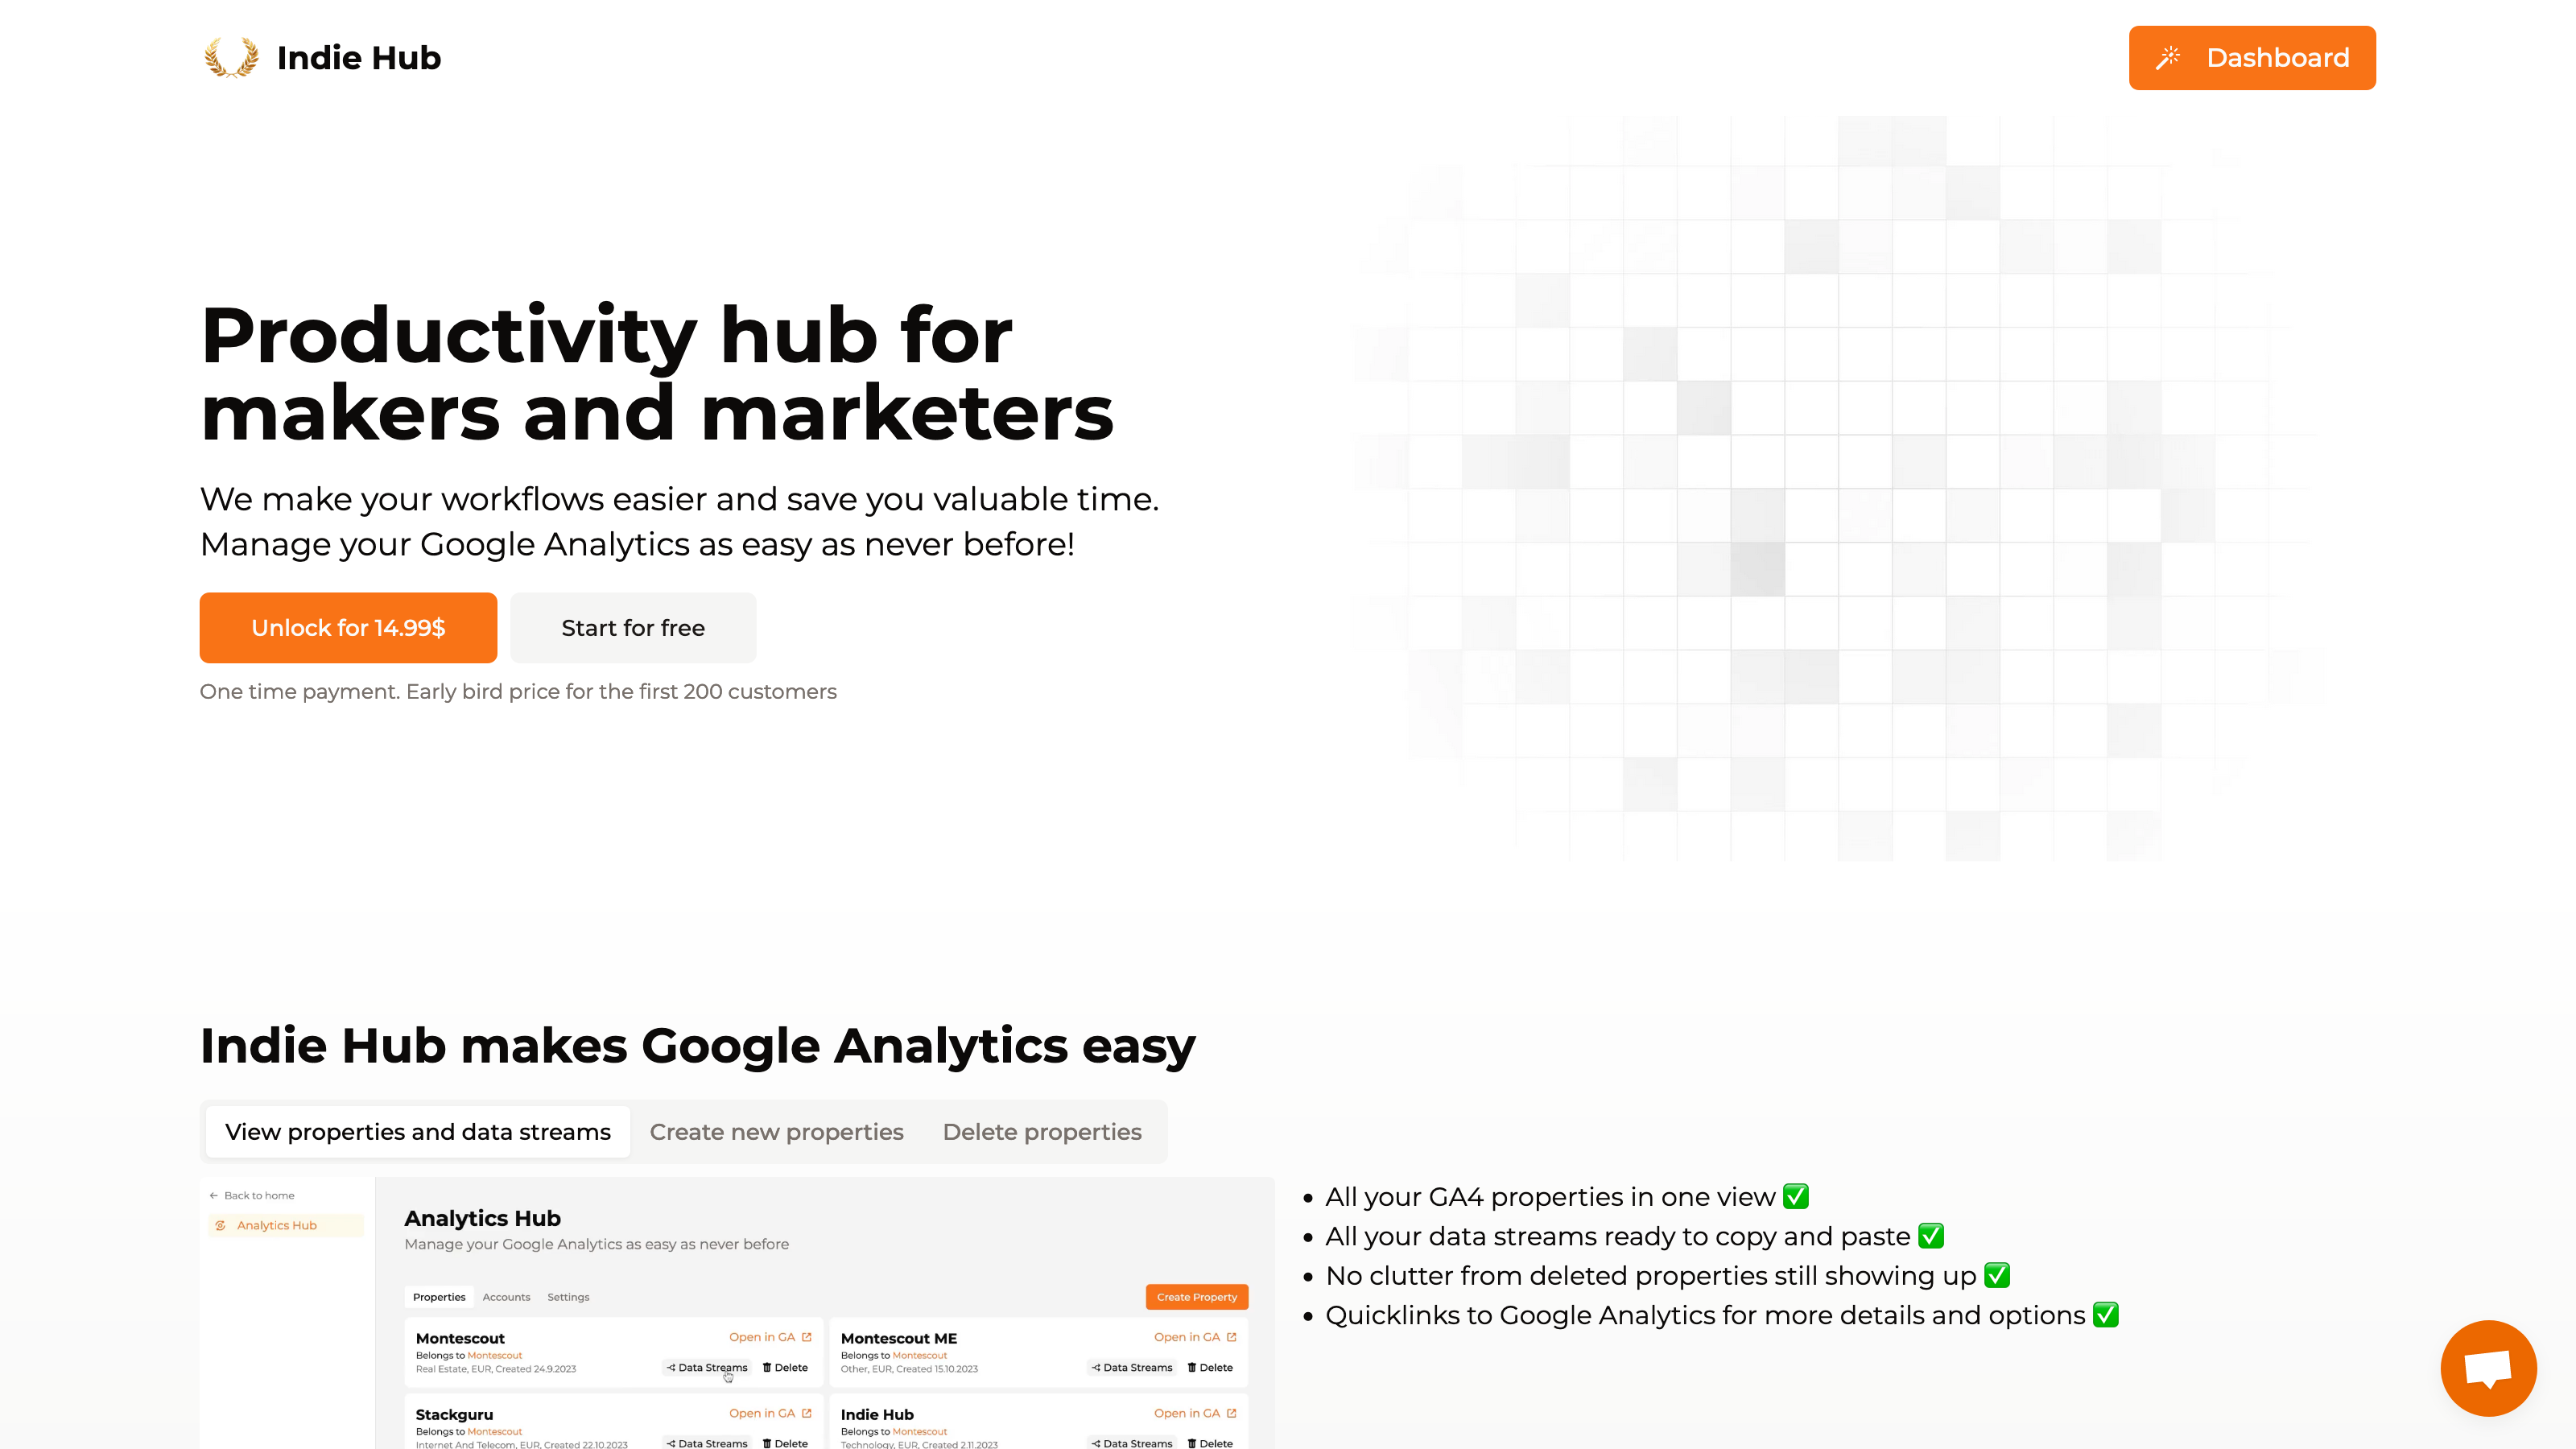 Indie Hub
Dashboard
Productivity hub for
makers and marketers
We make your workflows easier and save you valuable time.
Manage your Google Analytics as easy as never before!
Unlock for 14.99$
Start for free
One time payment. Early bird price for the first 200 customers
Indie Hub makes Google Analytics easy
View properties and data streams
Create new properties
Delete properties
Back to home
Analytics Hub
Analytics Hub
Manage your Google Analytics as easy as never before
Properties
Accounts
Settings
Create Property
Montescout
Open in GA
Belongs to Montescout
Real Estate, EUR, Created 24.9.2023
Data Streams
Delete
Montescout ME
Open in GA
Belongs to Montescout
Other, EUR, Created 15.10.2023
Data Streams
Delete
Stackguru
Open in GA
Belongs to Montescout
Internet And Telecom, EUR, Created 22.10.2023
Data Streams
Delete
Indie Hub
Open in GA
Belongs to Montescout
Technology, EUR, Created 2.11.2023
Data Streams
Delete
• All your GA4 properties in one view ✅
• All your data streams ready to copy and paste ✅
• No clutter from deleted properties still showing up ✅
• Quicklinks to Google Analytics for more details and options ✅